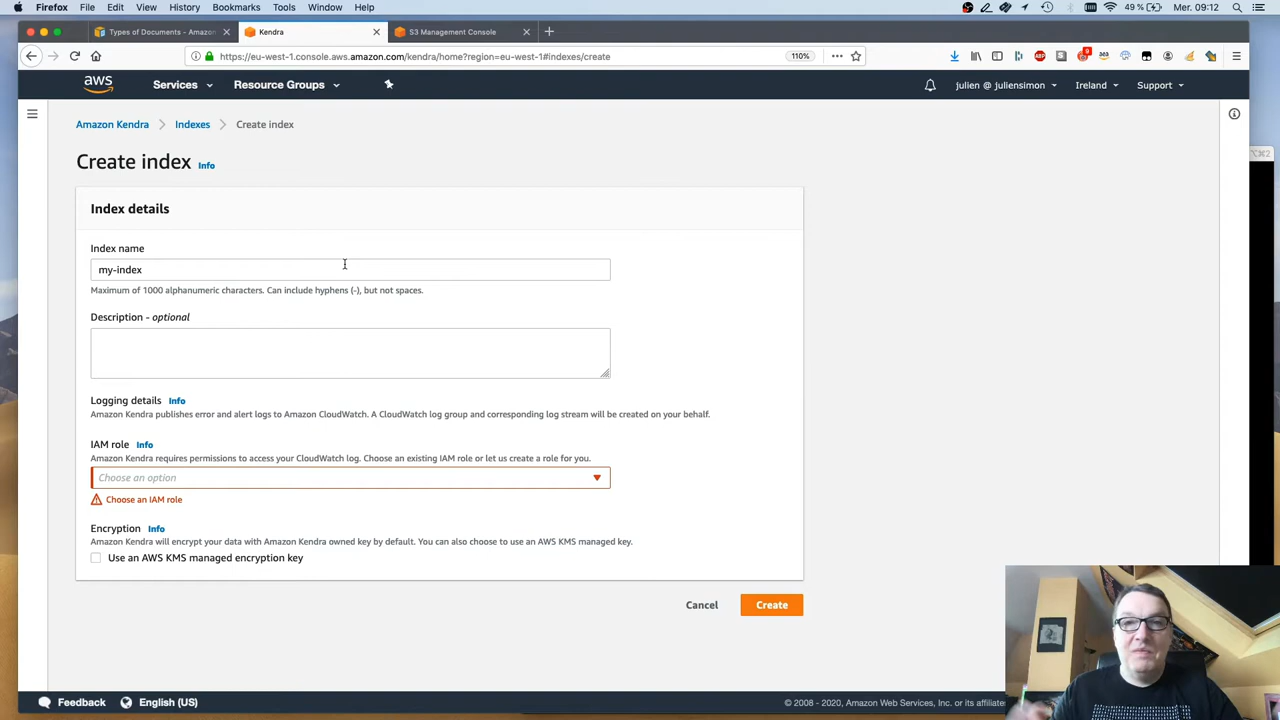 Firefox File Edit View History Bookmarks Tools Window Help 49 % Mer. 09:12
Types of Documents - Amazon
Kendra
S3 Management Console
https://eu-west-1.console.aws.amazon.com/kendra/home?region=eu-west-1#indexes/create 110% 9
aws Services Resource Groups julien @ juliensimon Ireland Support
⌥⌘2
Amazon Kendra Indexes Create index
Create index Info
Index details
Index name
my-index
Maximum of 1000 alphanumeric characters. Can include hyphens (-), but not spaces.
Description - optional
Logging details Info
Amazon Kendra publishes error and alert logs to Amazon CloudWatch. A CloudWatch log group and corresponding log stream will be created on your behalf.
IAM role Info
Amazon Kendra requires permissions to access your CloudWatch log. Choose an existing IAM role or let us create a role for you.
Choose an option
Choose an IAM role
Encryption Info
Amazon Kendra will encrypt your data with Amazon Kendra owned key by default. You can also choose to use an AWS KMS managed key.
Use an AWS KMS managed encryption key
Cancel Create
Feedback English (US) © 2008 - 2020, Amazon Web Services, Inc. or its affiliates